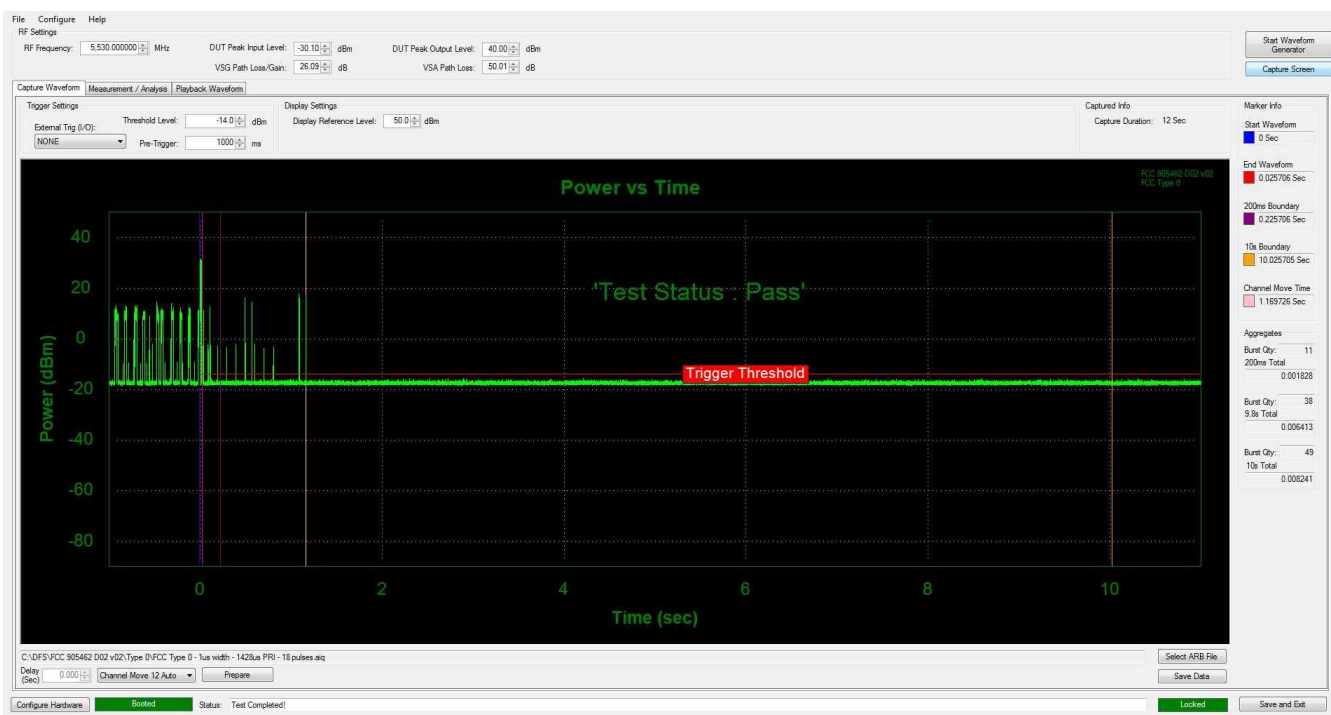 File Configure Help
RF Settings
RF Frequency: 5,530.000000 MHz DUT Peak Input Level: -30.10 dBm DUT Peak Output Level: 40.00 dBm
VSG Path Loss/Gain: 26.09 dB VSA Path Loss: 50.01 dB
Start Waveform Generator
Capture Screen
Capture Waveform Measurement / Analysis Playback Waveform
Trigger Settings
External Trig (I/O): Threshold Level: -14.0 dBm
NONE Pre-Trigger: 1000 ms
Display Settings
Display Reference Level: 50.0 dBm
Captured Info
Capture Duration: 12 Sec
Power vs Time
FCC 905462 D02 v02
FCC Type 0
'Test Status : Pass'
Trigger Threshold
Power (dBm)
40
20
0
-20
-40
-60
-80
0 2 4 6 8 10
Time (sec)
Marker Info
Start Waveform
0 Sec
End Waveform
0.025706 Sec
200ms Boundary
0.225706 Sec
10s Boundary
10.025705 Sec
Channel Move Time
1.169726 Sec
Aggregates
Burst Qty: 11
200ms Total
0.001828
Burst Qty: 38
9.8s Total
0.006413
Burst Qty: 49
10s Total
0.008241
C:\DFS\FCC 905462 D02 v02\Type 0\FCC Type 0 - 1us width - 1428us PRI - 18 pulses.aiq
Select ARB File
Delay (Sec) 0.000 Channel Move 12 Auto Prepare
Save Data
Configure Hardware Booted Status: Test Completed! Locked Save and Exit